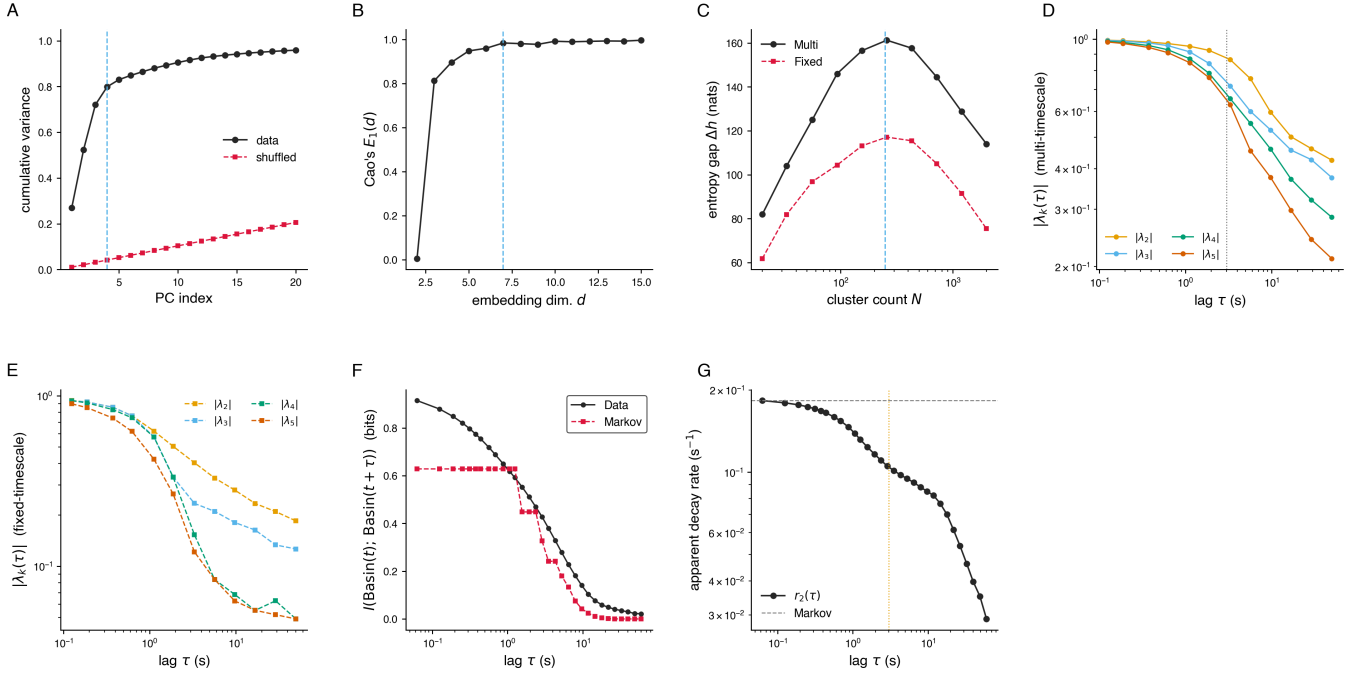 A
cumulative variance
1.0
0.8
0.6
0.4
0.2
0.0
data
shuffled
5
10
15
20
PC index
B
Cao's E₁(d)
1.0
0.8
0.6
0.4
0.2
0.0
2.5
5.0
7.5
10.0
12.5
15.0
embedding dim. d
C
entropy gap Δh (nats)
160
140
120
100
80
60
Multi
Fixed
10²
10³
cluster count N
D
|λₖ(τ)| (multi-timescale)
10⁰
6 × 10⁻¹
4 × 10⁻¹
3 × 10⁻¹
2 × 10⁻¹
|λ₂|
|λ₃|
|λ₄|
|λ₅|
10⁻¹
10⁰
10¹
lag τ (s)
E
|λₖ(τ)| (fixed-timescale)
10⁰
10⁻¹
|λ₂|
|λ₃|
|λ₄|
|λ₅|
10⁻¹
10⁰
10¹
lag τ (s)
F
I(Basin(t); Basin(t + τ)) (bits)
0.8
0.6
0.4
0.2
0.0
Data
Markov
10⁻¹
10⁰
10¹
lag τ (s)
G
apparent decay rate (s⁻¹)
2 × 10⁻¹
10⁻¹
6 × 10⁻²
4 × 10⁻²
3 × 10⁻²
r₂(τ)
Markov
10⁻¹
10⁰
10¹
lag τ (s)